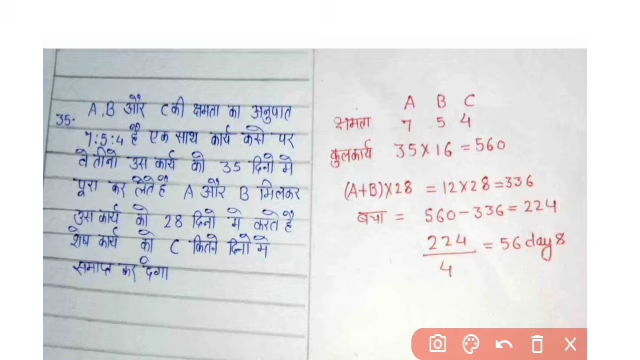 35. A, B और C की क्षमता का अनुपात
7:5:4 है एक साथ कार्य करने पर
वे तीनो उस कार्य को 35 दिनो मे
पूरा कर लेते है A और B मिलकर
उस कार्य को 28 दिनो मे करते है
शेष कार्य को C कितने दिनो मे
समाप्त कर देगा
A B C
क्षमता 7 5 4
कुलकार्य 35×16=560
(A+B)×28 =12×28=336
बचा = 560-336=224
224/4 =56 days